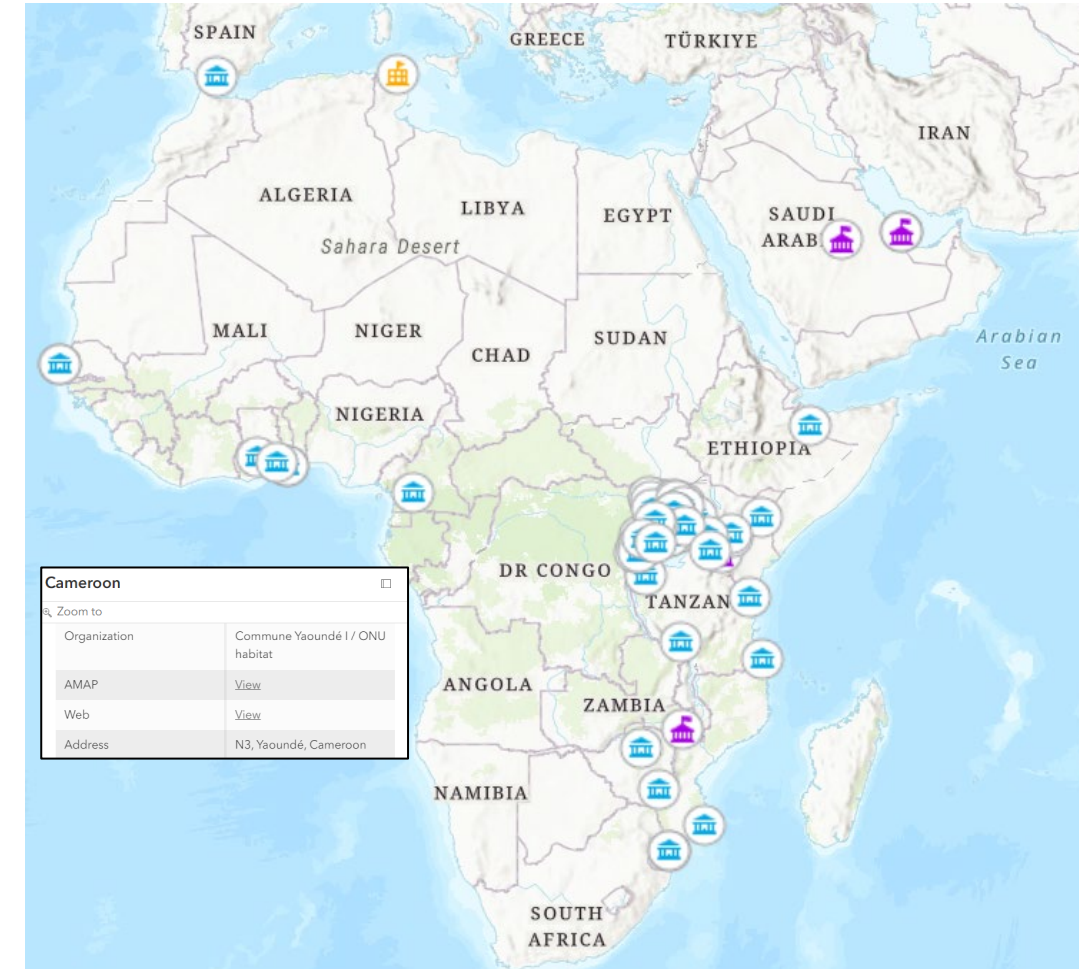 SPAIN
GREECE
TÜRKIYE
IRAN
ALGERIA
LIBYA
EGYPT
SAUDI
ARAB
Sahara Desert
MALI
NIGER
CHAD
SUDAN
Arabian
Sea
NIGERIA
ETHIOPIA
DR CONGO
TANZAN
Cameroon
Zoom to
Organization
Commune Yaoundé I / ONU
habitat
AMAP
View
Web
View
Address
N3, Yaoundé, Cameroon
ANGOLA
ZAMBIA
NAMIBIA
SOUTH
AFRICA